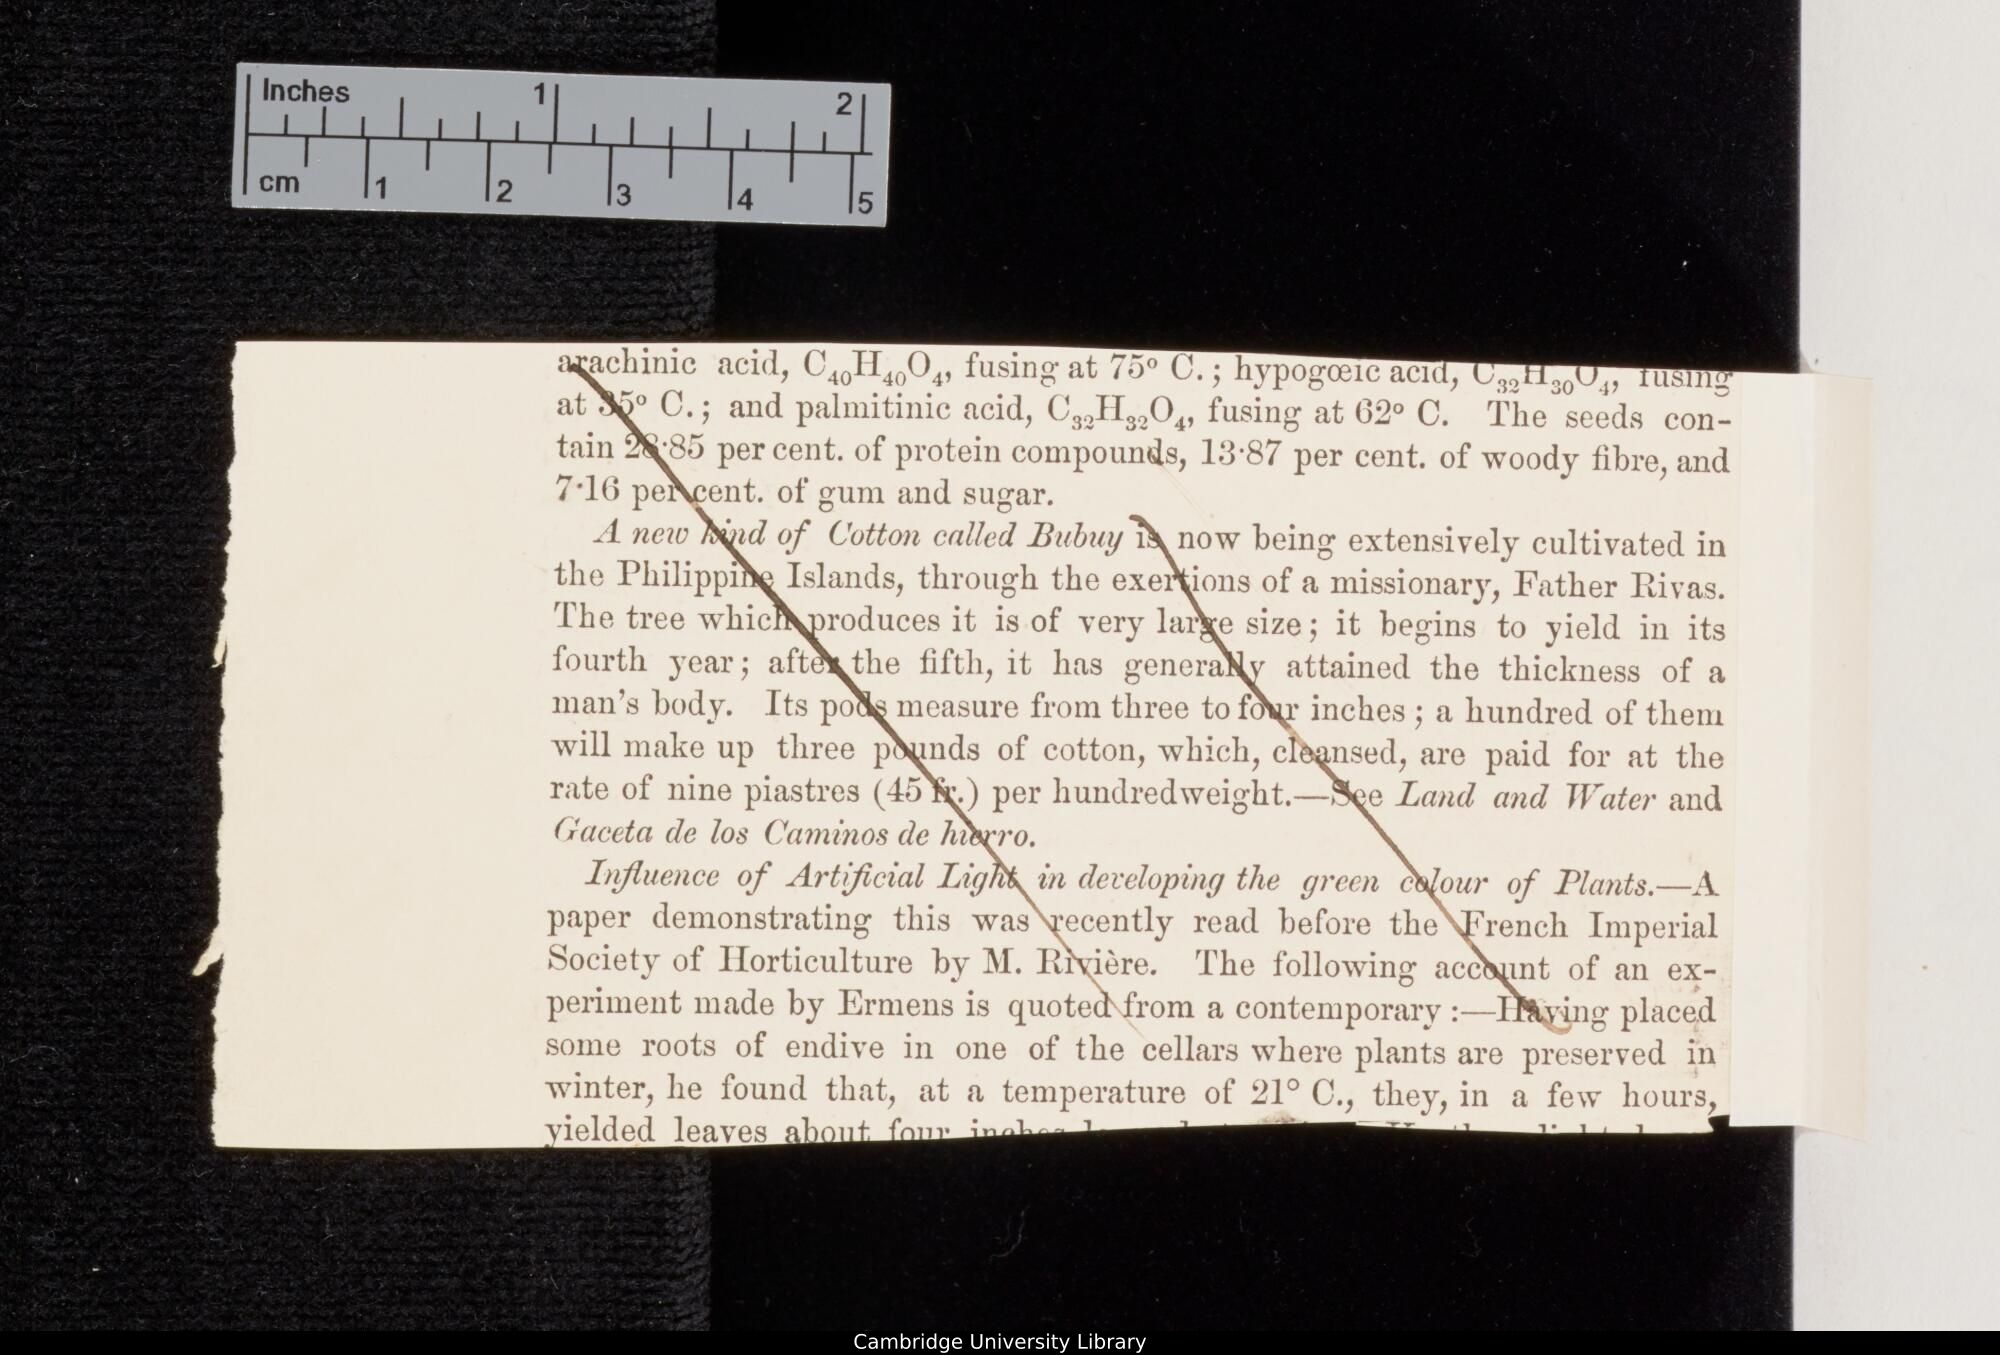 Inches 1 2
cm 1 2 3 4 5
arachinic acid, C₄₀H₄₀O₄, fusing at 75° C.; hypogœic acid, C₃₂H₃₀O₄, fusing
at 35° C.; and palmitinic acid, C₃₂H₃₂O₄, fusing at 62° C. The seeds con-
tain 28·85 per cent. of protein compounds, 13·87 per cent. of woody fibre, and
7·16 per cent. of gum and sugar.
A new kind of Cotton called Bubuy is now being extensively cultivated in
the Philippine Islands, through the exertions of a missionary, Father Rivas.
The tree which produces it is of very large size; it begins to yield in its
fourth year; after the fifth, it has generally attained the thickness of a
man's body. Its pods measure from three to four inches; a hundred of them
will make up three pounds of cotton, which, cleansed, are paid for at the
rate of nine piastres (45 fr.) per hundredweight.—See Land and Water and
Gaceta de los Caminos de hierro.
Influence of Artificial Light in developing the green colour of Plants.—A
paper demonstrating this was recently read before the French Imperial
Society of Horticulture by M. Rivière. The following account of an ex-
periment made by Ermens is quoted from a contemporary:—Having placed
some roots of endive in one of the cellars where plants are preserved in
winter, he found that, at a temperature of 21° C., they, in a few hours,
yielded leaves about four inches
Cambridge University Library